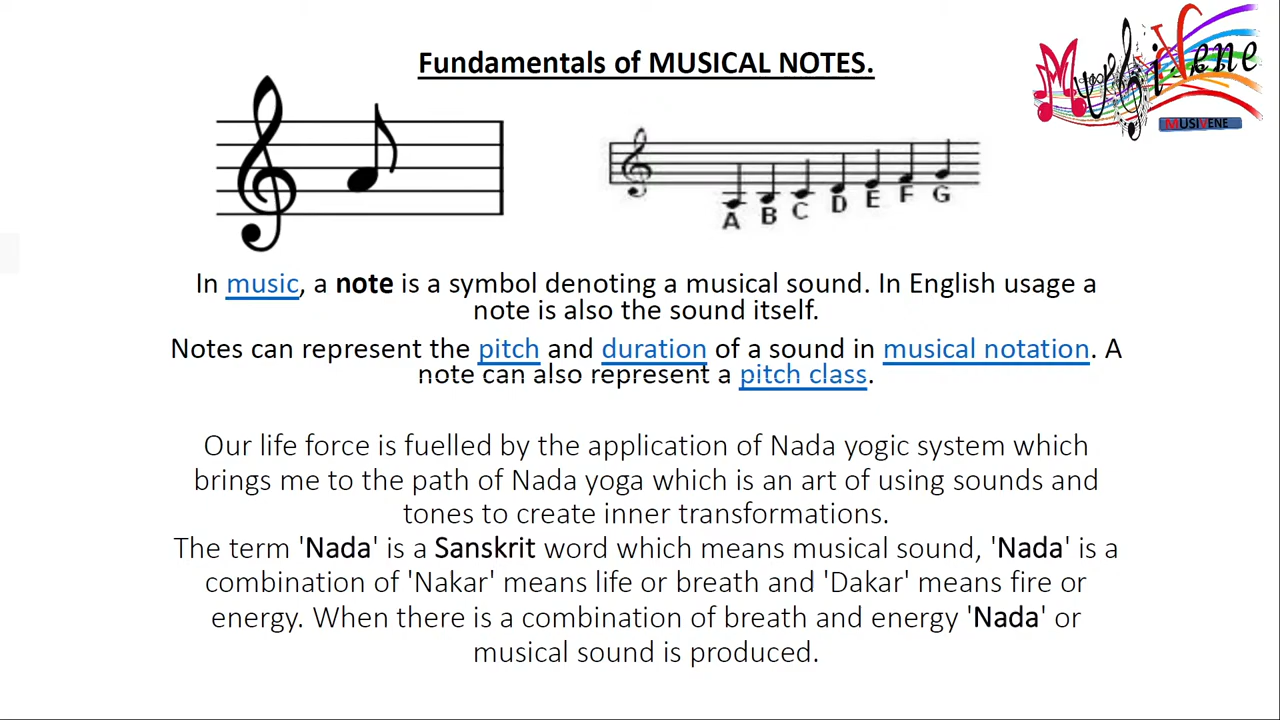 Fundamentals of MUSICAL NOTES.
MusiVene
MUSIVENE
A B C D E F G
In music, a note is a symbol denoting a musical sound. In English usage a
note is also the sound itself.
Notes can represent the pitch and duration of a sound in musical notation. A
note can also represent a pitch class.
Our life force is fuelled by the application of Nada yogic system which
brings me to the path of Nada yoga which is an art of using sounds and
tones to create inner transformations.
The term 'Nada' is a Sanskrit word which means musical sound, 'Nada' is a
combination of 'Nakar' means life or breath and 'Dakar' means fire or
energy. When there is a combination of breath and energy 'Nada' or
musical sound is produced.